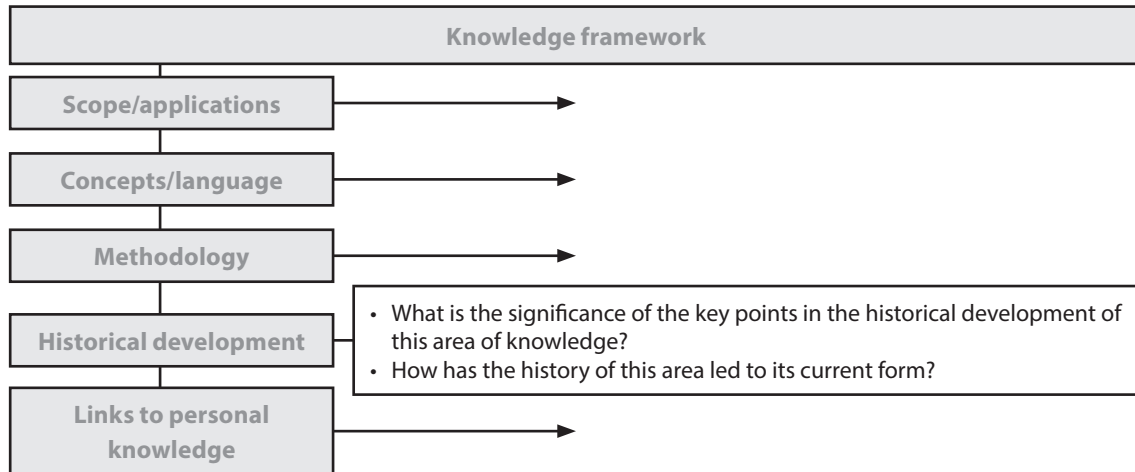 Knowledge framework
Scope/applications
Concepts/language
Methodology
Historical development
• What is the significance of the key points in the historical development of
this area of knowledge?
• How has the history of this area led to its current form?
Links to personal
knowledge